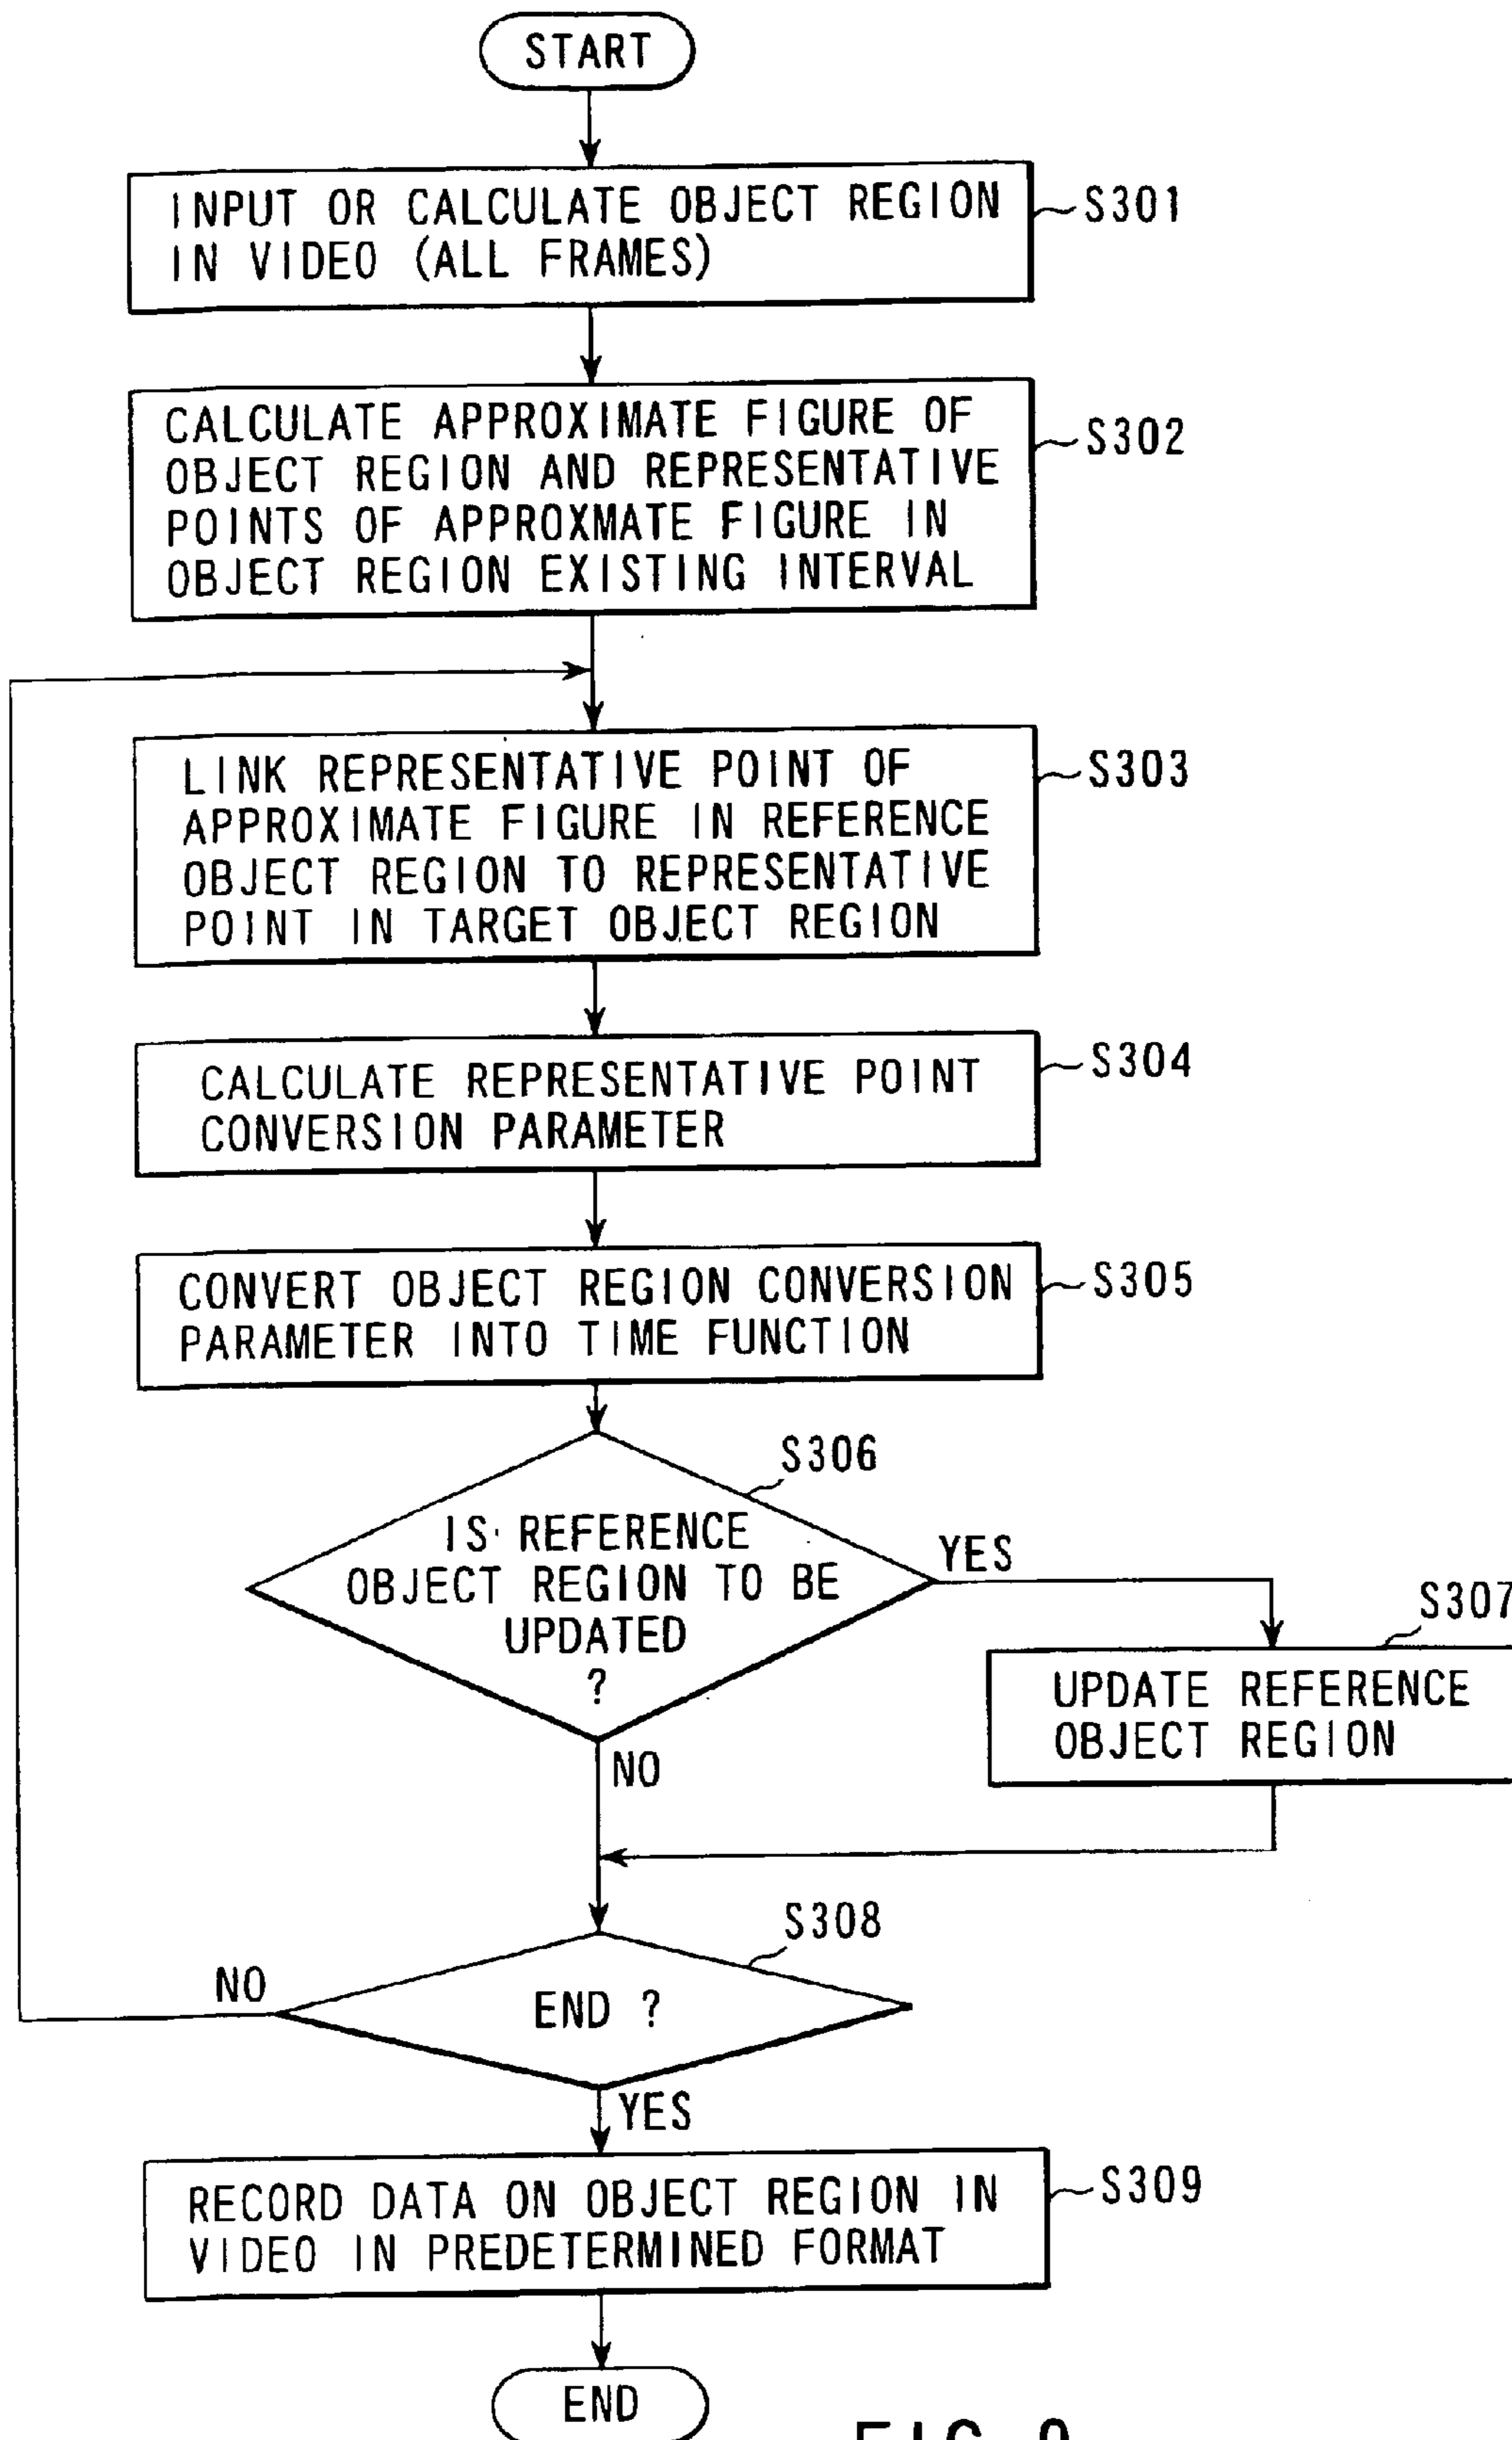 START
INPUT OR CALCULATE OBJECT REGION
IN VIDEO (ALL FRAMES)
S301
CALCULATE APPROXIMATE FIGURE OF
OBJECT REGION AND REPRESENTATIVE
POINTS OF APPROXMATE FIGURE IN
OBJECT REGION EXISTING INTERVAL
S302
LINK REPRESENTATIVE POINT OF
APPROXIMATE FIGURE IN REFERENCE
OBJECT REGION TO REPRESENTATIVE
POINT IN TARGET OBJECT REGION
S303
CALCULATE REPRESENTATIVE POINT
CONVERSION PARAMETER
S304
CONVERT OBJECT REGION CONVERSION
PARAMETER INTO TIME FUNCTION
S305
S306
IS REFERENCE
OBJECT REGION TO BE
UPDATED
?
YES
S307
UPDATE REFERENCE
OBJECT REGION
NO
S308
NO
END ?
YES
RECORD DATA ON OBJECT REGION IN
VIDEO IN PREDETERMINED FORMAT
S309
END
FIG